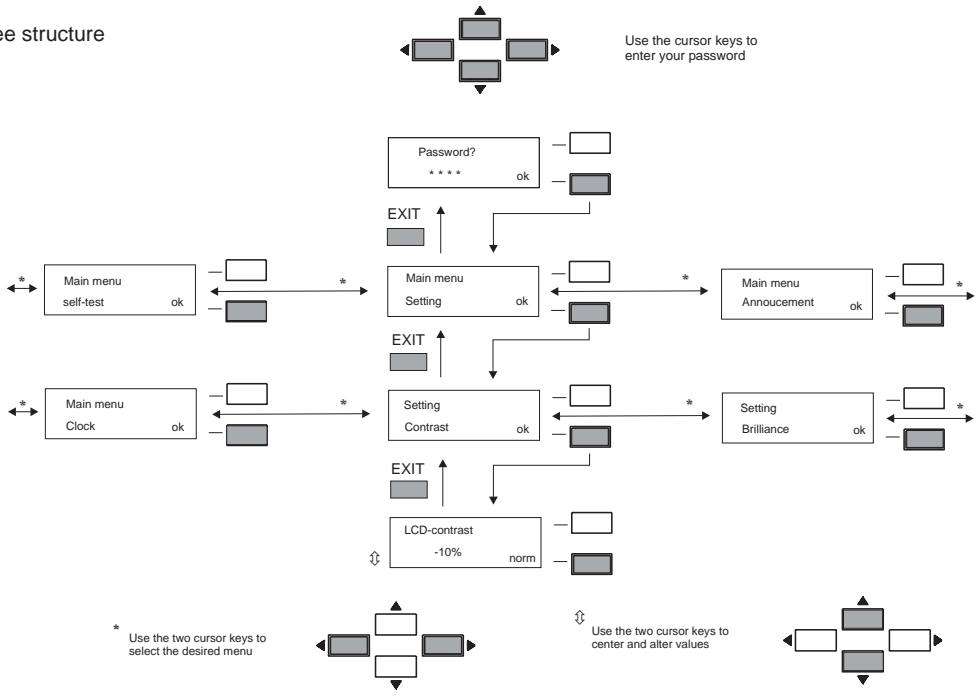 ee structure
Use the cursor keys to
enter your password
Password?
* * * *
ok
EXIT
*
Main menu
self-test
ok
*
Main menu
Setting
ok
*
Main menu
Annoucement
ok
*
EXIT
*
Main menu
Clock
ok
*
Setting
Contrast
ok
*
Setting
Brilliance
ok
*
EXIT
LCD-contrast
-10%
norm
*
Use the two cursor keys to
select the desired menu
⇳
Use the two cursor keys to
center and alter values